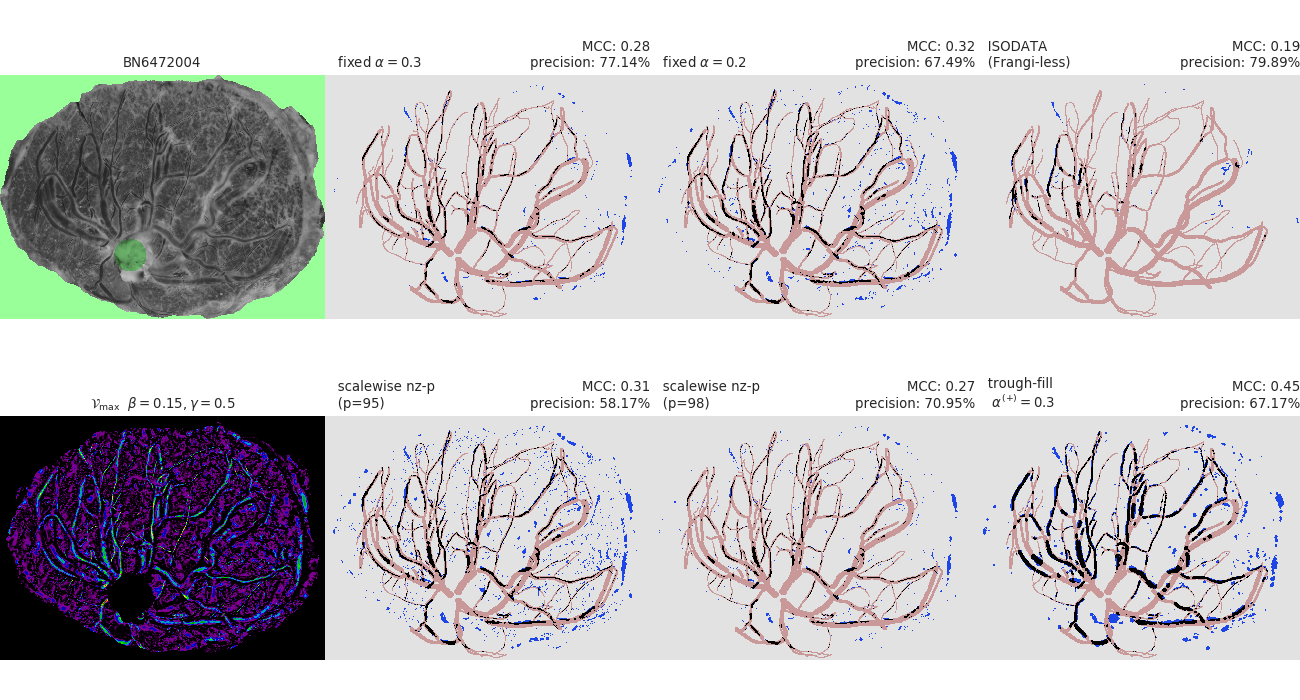 BN6472004
fixed α = 0.3
MCC: 0.28
precision: 77.14%
fixed α = 0.2
MCC: 0.32
precision: 67.49%
ISODATA
(Frangi-less)
MCC: 0.19
precision: 79.89%
𝒱max β = 0.15, γ = 0.5
scalewise nz-p
(p=95)
MCC: 0.31
precision: 58.17%
scalewise nz-p
(p=98)
MCC: 0.27
precision: 70.95%
trough-fill
α(+) = 0.3
MCC: 0.45
precision: 67.17%